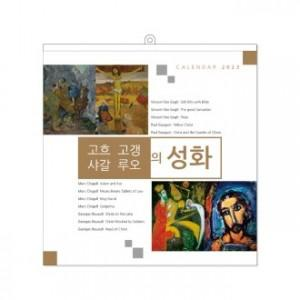 CALENDAR 2023
Vincent Van Gogh : Still life with Bible
Vincent Van Gogh : The good Samaritan
Vincent Van Gogh : Pieta
Paul Gauguin : Yellow Christ
Paul Gauguin : Christ and the Garden of Olives
고흐 고갱
샤갈 루오 의 성화
Marc Chagall : Adam and Eve
Marc Chagall : Moses Breaks Tablets of Law
Marc Chagall : King David
Marc Chagall :
Georges Rouault : Christ on the Lake
Georges Rouault : Christ Mocked by Soldiers
Georges Rouault : Head of Christ